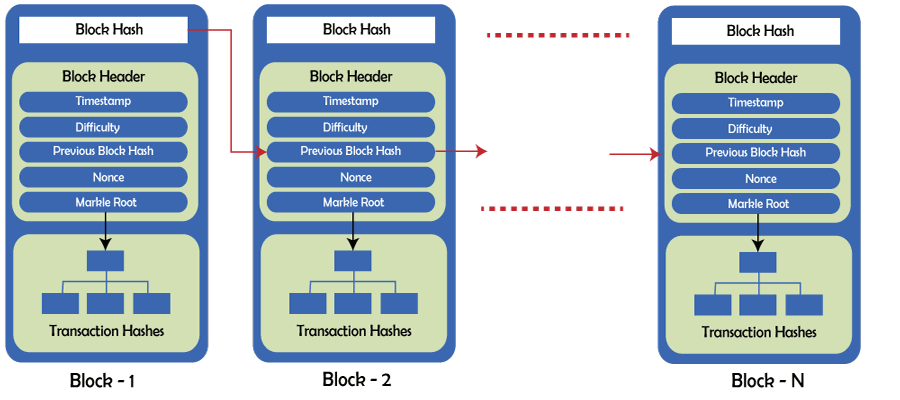 Block Hash
Block Header
Timestamp
Difficulty
Previous Block Hash
Nonce
Markle Root
Transaction Hashes
Block - 1
Block Hash
Block Header
Timestamp
Difficulty
Previous Block Hash
Nonce
Markle Root
Transaction Hashes
Block - 2
Block Hash
Block Header
Timestamp
Difficulty
Previous Block Hash
Nonce
Markle Root
Transaction Hashes
Block - N